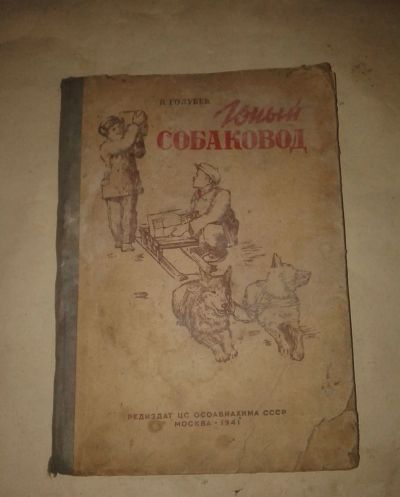 П. ГОЛУБЕВ
Юный
СОБАКОВОД
РЕДИЗДАТ ЦС ОСОАВИАХИМА СССР
МОСКВА - 1941